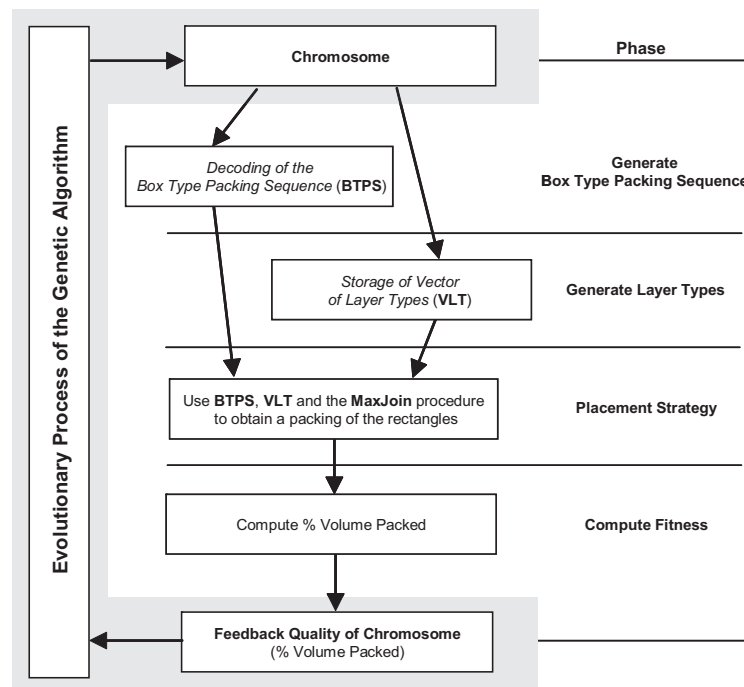 Evolutionary Process of the Genetic Algorithm
Chromosome
Phase
Decoding of the
Box Type Packing Sequence (BTPS)
Generate
Box Type Packing Sequence
Storage of Vector
of Layer Types (VLT)
Generate Layer Types
Use BTPS, VLT and the MaxJoin procedure
to obtain a packing of the rectangles
Placement Strategy
Compute % Volume Packed
Compute Fitness
Feedback Quality of Chromosome
(% Volume Packed)